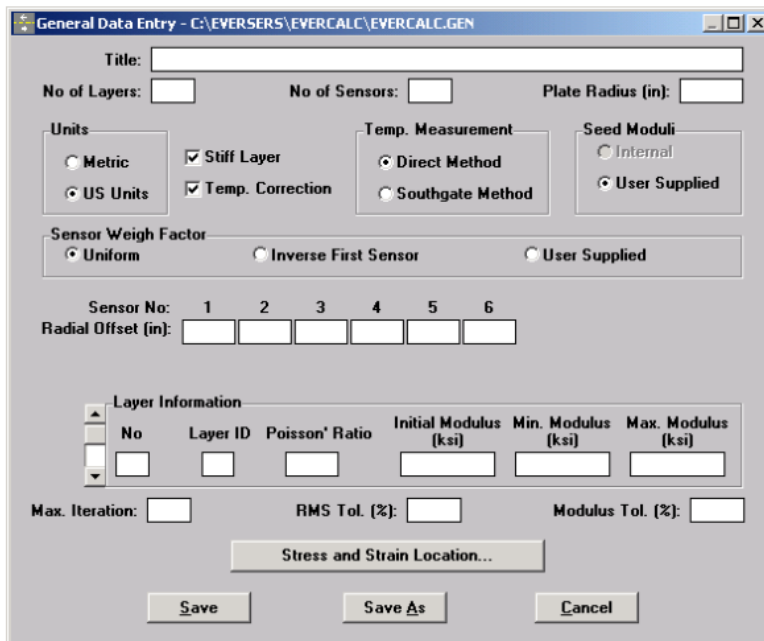 General Data Entry - C:\EVERSERS\EVERCALC\EVERCALC.GEN
Title:
No of Layers: No of Sensors: Plate Radius (in):
Units Temp. Measurement Seed Moduli
Metric Stiff Layer Direct Method Internal
US Units Temp. Correction Southgate Method User Supplied
Sensor Weigh Factor
Uniform Inverse First Sensor User Supplied
Sensor No: 1 2 3 4 5 6
Radial Offset (in):
Layer Information
No Layer ID Poisson' Ratio Initial Modulus (ksi) Min. Modulus (ksi) Max. Modulus (ksi)
Max. Iteration: RMS Tol. (%): Modulus Tol. (%):
Stress and Strain Location...
Save Save As Cancel